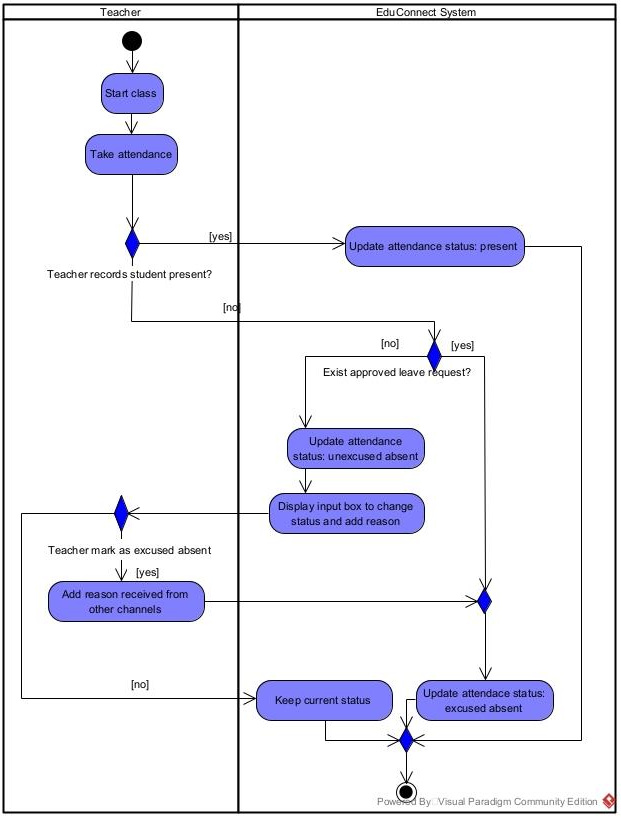 Teacher
EduConnect System
Start class
Take attendance
[yes]
Update attendance status: present
Teacher records student present?
[no]
[no]
[yes]
Exist approved leave request?
Update attendance
status: unexcused absent
Display input box to change
status and add reason
Teacher mark as excused absent
[yes]
Add reason received from
other channels
[no]
Keep current status
Update attendace status:
excused absent
Powered By Visual Paradigm Community Edition